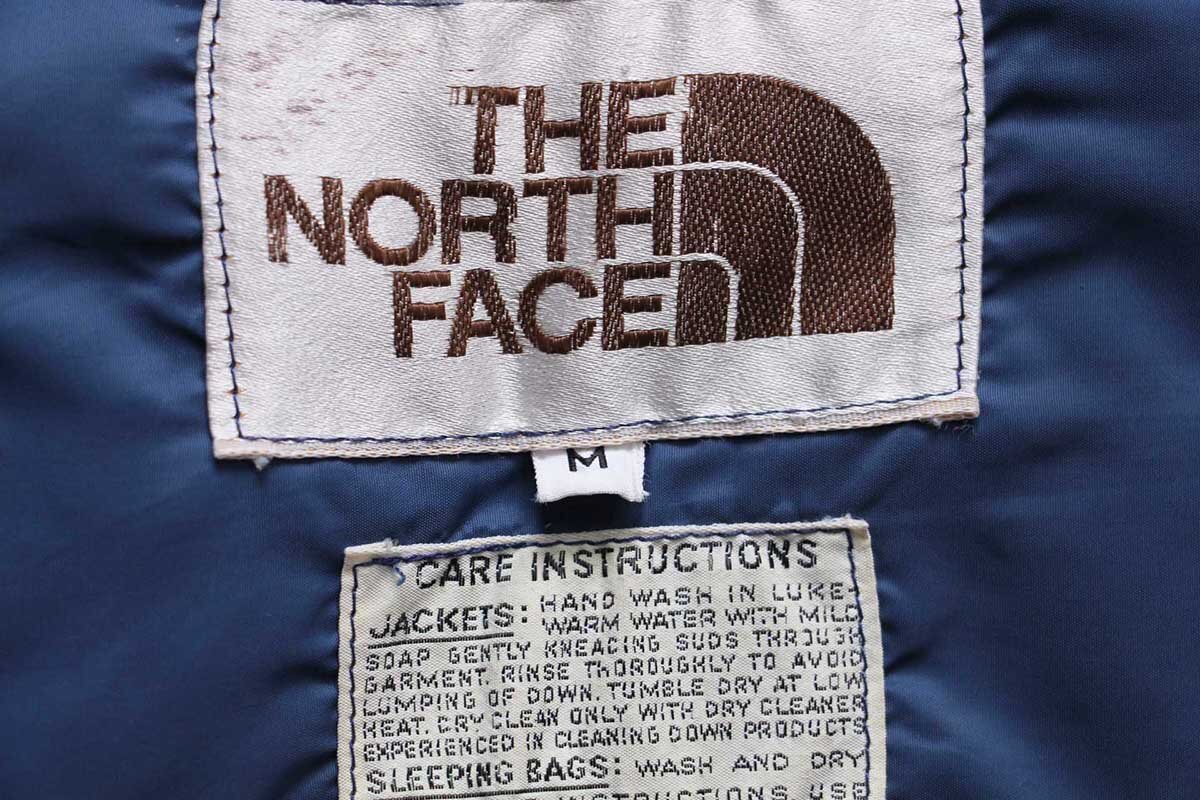 THE
NORTH
FACE
M
CARE INSTRUCTIONS
JACKETS: HAND WASH IN LUKE-
WARM WATER WITH MILD
SOAP GENTLY KNEADING SUDS THROUGH
GARMENT. RINSE THOROUGHLY TO AVOID
LUMPING OF DOWN. TUMBLE DRY AT LOW
HEAT. DRY CLEAN ONLY WITH DRY CLEANER
EXPERIENCED IN CLEANING DOWN PRODUCTS
SLEEPING BAGS: WASH AND DRY
INSTRUCTIONS. USE